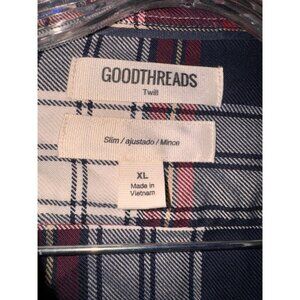 GOODTHREADS
Twill
Slim / ajustado / Mince
XL
Made in
Vietnam